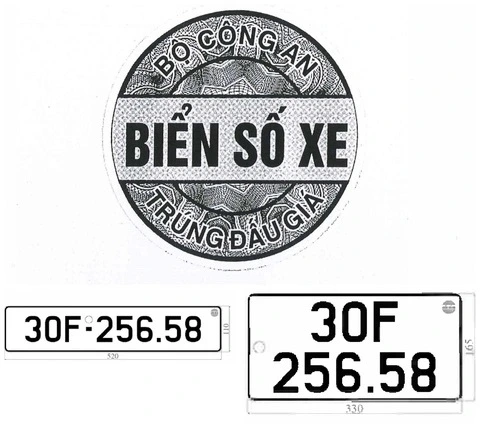 BỘ CÔNG AN
BIỂN SỐ XE
TRÚNG ĐẤU GIÁ
30F-256.58
110
520
30F
256.58
165
330